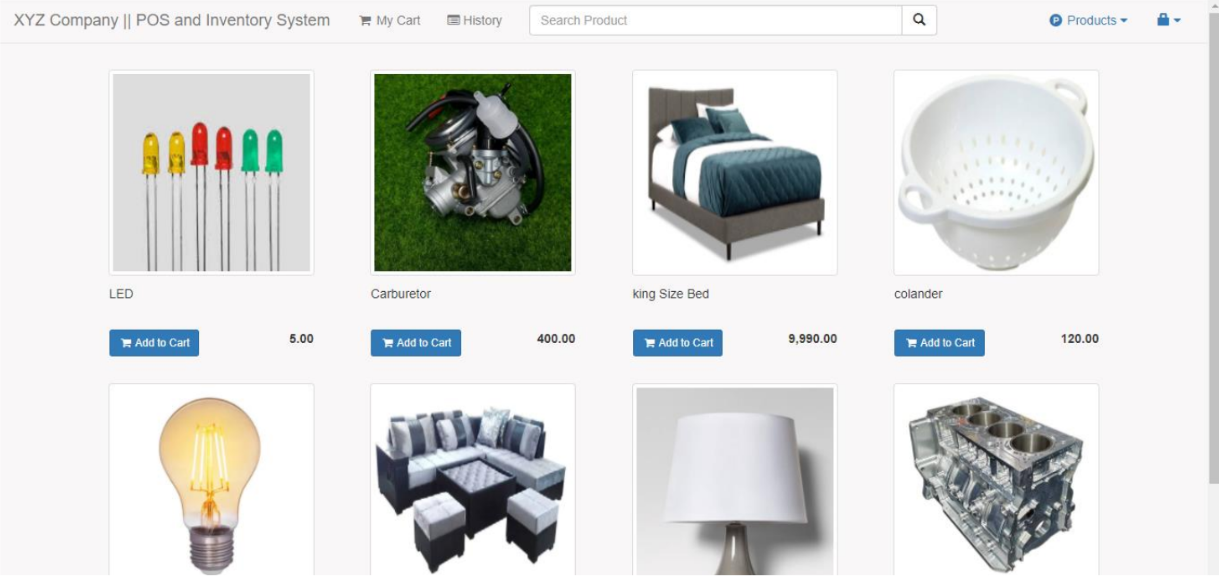 XYZ Company || POS and Inventory System
My Cart
History
Search Product
P Products
LED
Carburetor
king Size Bed
colander
Add to Cart
5.00
Add to Cart
400.00
Add to Cart
9,990.00
Add to Cart
120.00